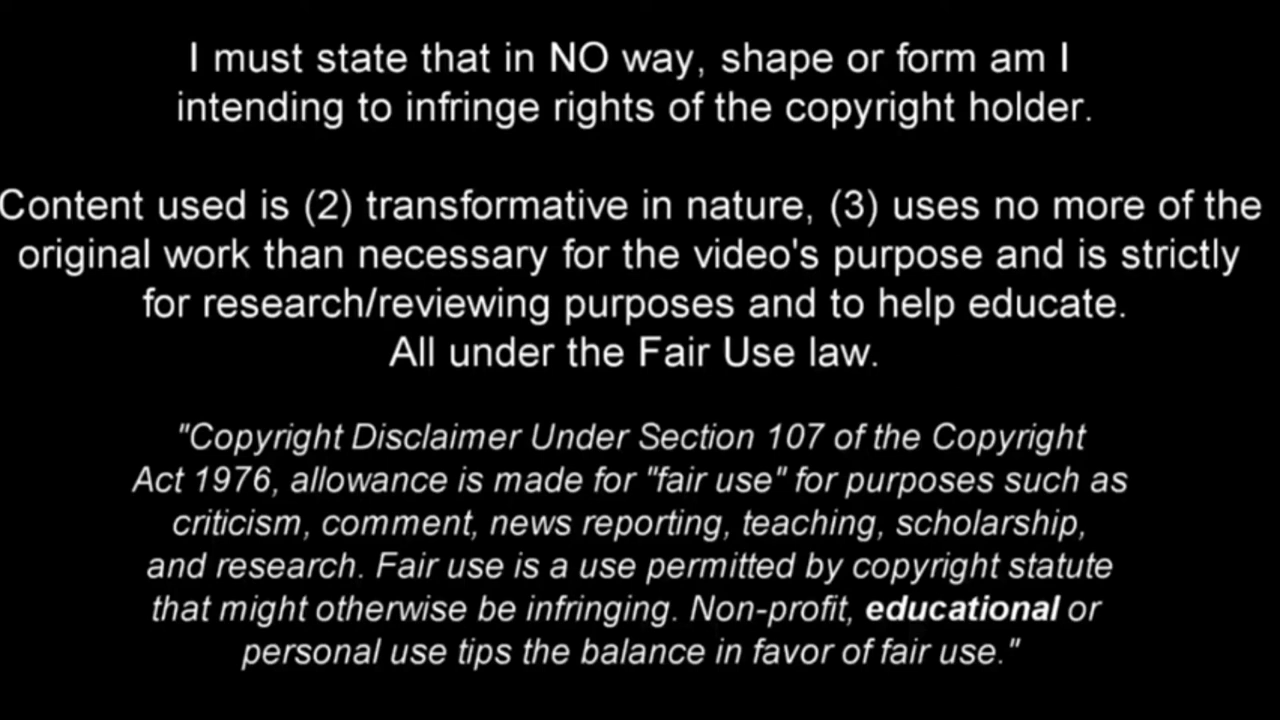 I must state that in NO way, shape or form am I
intending to infringe rights of the copyright holder.
Content used is (2) transformative in nature, (3) uses no more of the
original work than necessary for the video's purpose and is strictly
for research/reviewing purposes and to help educate.
All under the Fair Use law.
"Copyright Disclaimer Under Section 107 of the Copyright
Act 1976, allowance is made for "fair use" for purposes such as
criticism, comment, news reporting, teaching, scholarship,
and research. Fair use is a use permitted by copyright statute
that might otherwise be infringing. Non-profit, educational or
personal use tips the balance in favor of fair use."